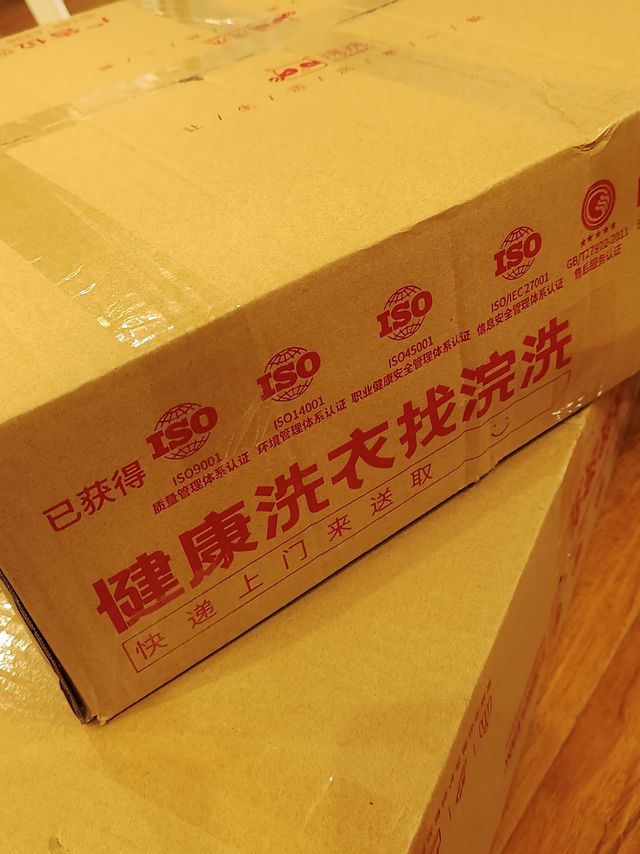 已获得
ISO
ISO9001
质量管理体系认证
ISO
ISO14001
环境管理体系认证
ISO
ISO45001
职业健康安全管理体系认证
ISO
ISO/IEC 27001
信息安全管理体系认证
GB/T27922-2011
售后服务认证
健康洗衣找浣洗
快递上门来送取